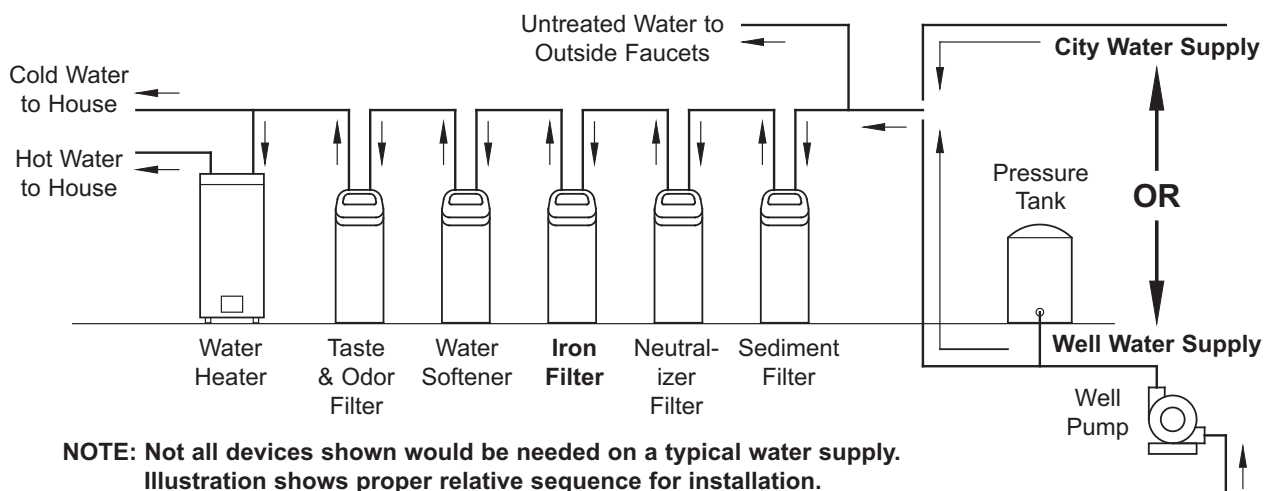 Untreated Water to
Outside Faucets
City Water Supply
Cold Water
to House
Hot Water
to House
Pressure
Tank
OR
Well Water Supply
Water
Heater
Taste
& Odor
Filter
Water
Softener
Iron
Filter
Neutral-
izer
Filter
Sediment
Filter
Well
Pump
NOTE: Not all devices shown would be needed on a typical water supply.
Illustration shows proper relative sequence for installation.